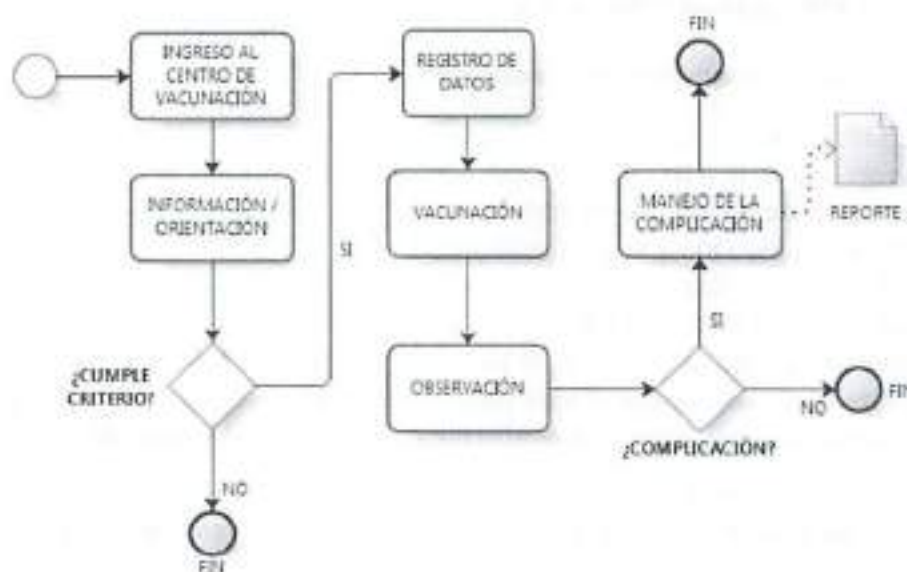 INGRESO AL
CENTRO DE
VACUNACIÓN
INFORMACIÓN /
ORIENTACIÓN
¿CUMPLE
CRITERIO?
SI
NO
FIN
REGISTRO DE
DATOS
VACUNACIÓN
OBSERVACIÓN
¿COMPLICACIÓN?
SI
NO
FIN
MANEJO DE LA
COMPLICACIÓN
REPORTE
FIN